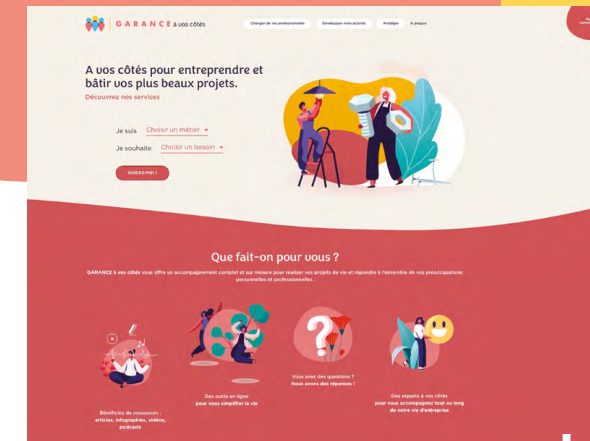 GARANCE à vos côtés
Changer de vie professionnelle
Développer mon activité
Protéger
A propos
A vos côtés pour entreprendre et
bâtir vos plus beaux projets.
Découvrez nos services
Je suis Choisir un métier
Je souhaite Choisir un besoin
GUIDEZ-MOI !
Que fait-on pour vous ?
GARANCE à vos côtés vous offre un accompagnement complet et sur mesure pour réaliser vos projets de vie et répondre à l'ensemble de vos préoccupations
personnelles et professionnelles.
Bénéficiez de ressources :
articles, infographies, vidéos,
podcasts
Des outils en ligne
pour vous simplifier la vie
Vous avez des questions ?
Nous avons des réponses !
Des experts à vos côtés
pour vous accompagner tout au long
de votre vie d'entreprise